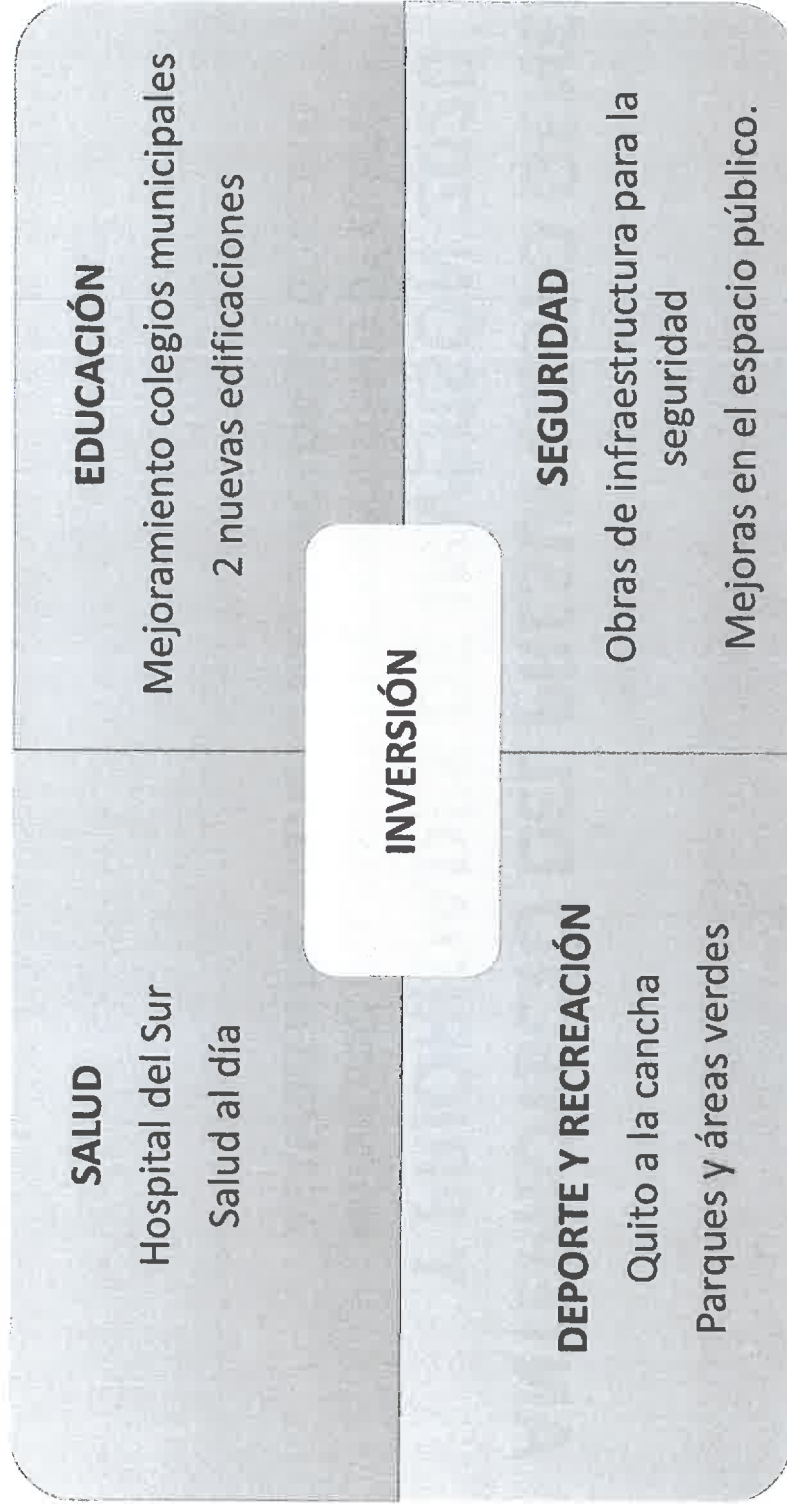 SALUD
Hospital del Sur
Salud al día
EDUCACIÓN
Mejoramiento colegios municipales
2 nuevas edificaciones
INVERSIÓN
DEPORTE Y RECREACIÓN
Quito a la cancha
Parques y áreas verdes
SEGURIDAD
Obras de infraestructura para la
seguridad
Mejoras en el espacio público.